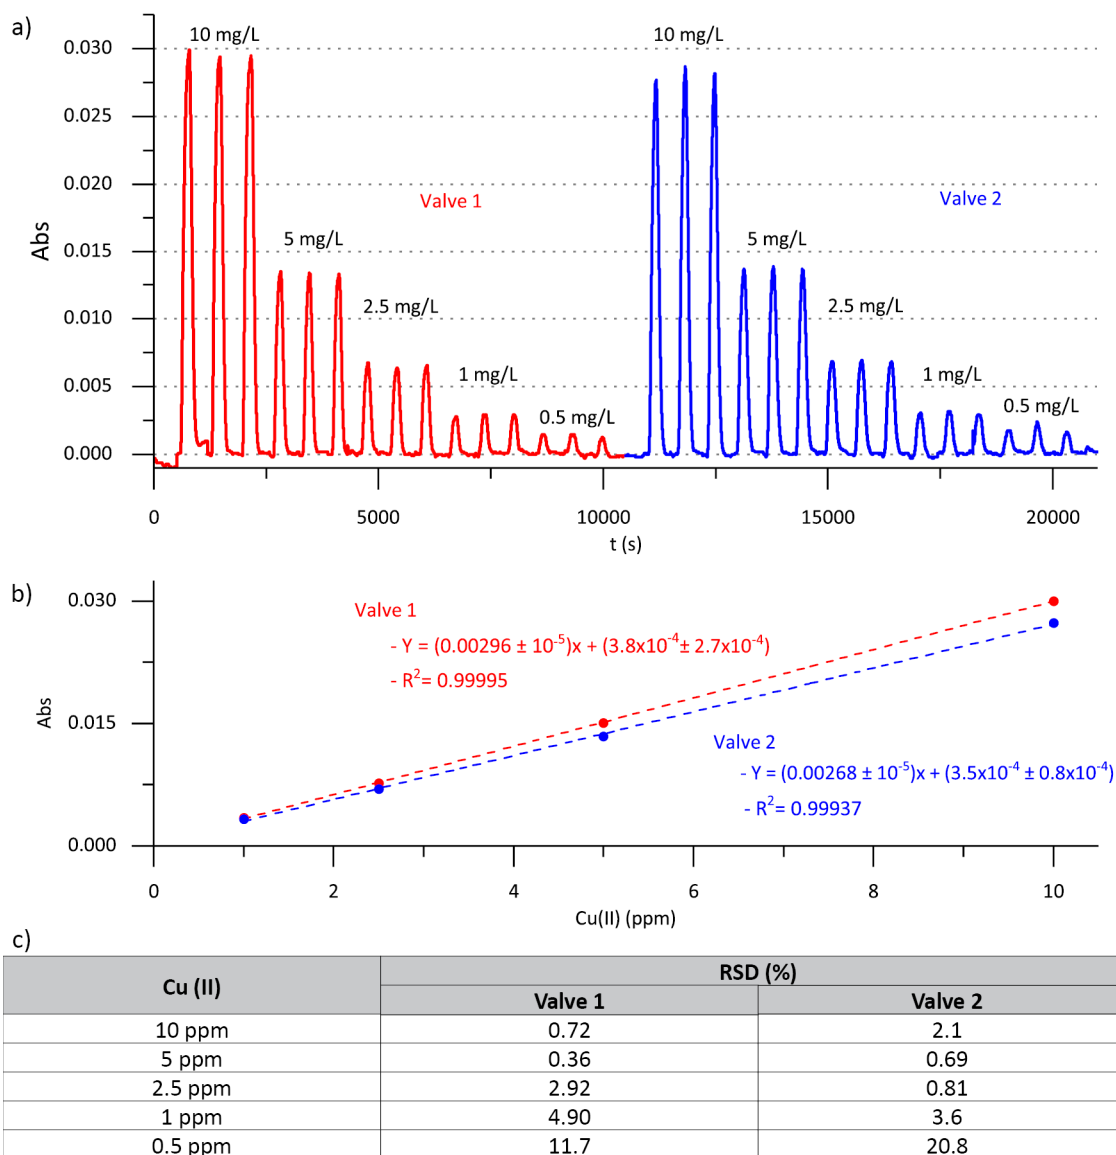 a)
10 mg/L
10 mg/L
0.030
0.025
0.020
Valve 1
Valve 2
0.015
5 mg/L
5 mg/L
Abs
2.5 mg/L
2.5 mg/L
0.010
1 mg/L
1 mg/L
0.005
0.5 mg/L
0.5 mg/L
0.000
0
5000
10000
15000
20000
t (s)
b)
0.030
Valve 1
- Y = (0.00296 ± 10⁻⁵)x + (3.8x10⁻⁴ ± 2.7x10⁻⁴)
- R²= 0.99995
Abs
0.015
Valve 2
- Y = (0.00268 ± 10⁻⁵)x + (3.5x10⁻⁴ ± 0.8x10⁻⁴)
- R²= 0.99937
0.000
0 2 4 6 8 10
Cu(II) (ppm)
c)
Cu (II) RSD (%)
Valve 1 Valve 2
10 ppm 0.72 2.1
5 ppm 0.36 0.69
2.5 ppm 2.92 0.81
1 ppm 4.90 3.6
0.5 ppm 11.7 20.8